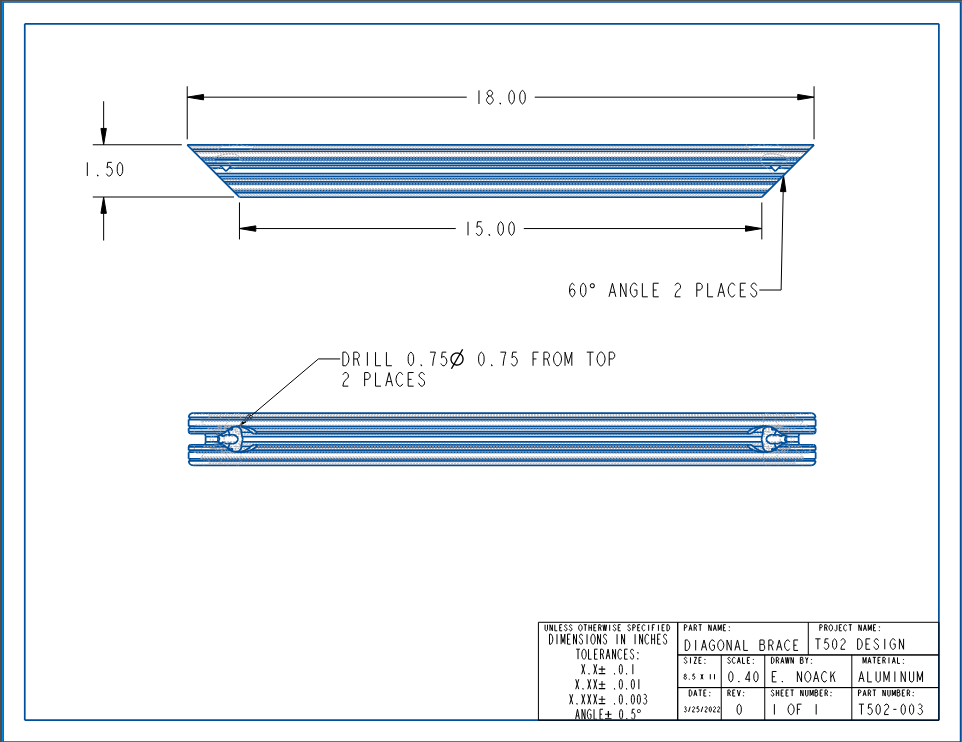 18.00
1.50
15.00
60° ANGLE 2 PLACES
DRILL 0.75Ø 0.75 FROM TOP
2 PLACES
UNLESS OTHERWISE SPECIFIED
DIMENSIONS IN INCHES
TOLERANCES:
X.X± .0.1
X.XX± .0.01
X.XXX± .0.003
ANGLE± 0.5°
PART NAME:
DIAGONAL BRACE
PROJECT NAME:
T502 DESIGN
SIZE:
8.5 X 11
SCALE:
0.40
DRAWN BY:
E. NOACK
MATERIAL:
ALUMINUM
DATE:
3/25/2022
REV:
0
SHEET NUMBER:
1 OF 1
PART NUMBER:
T502-003